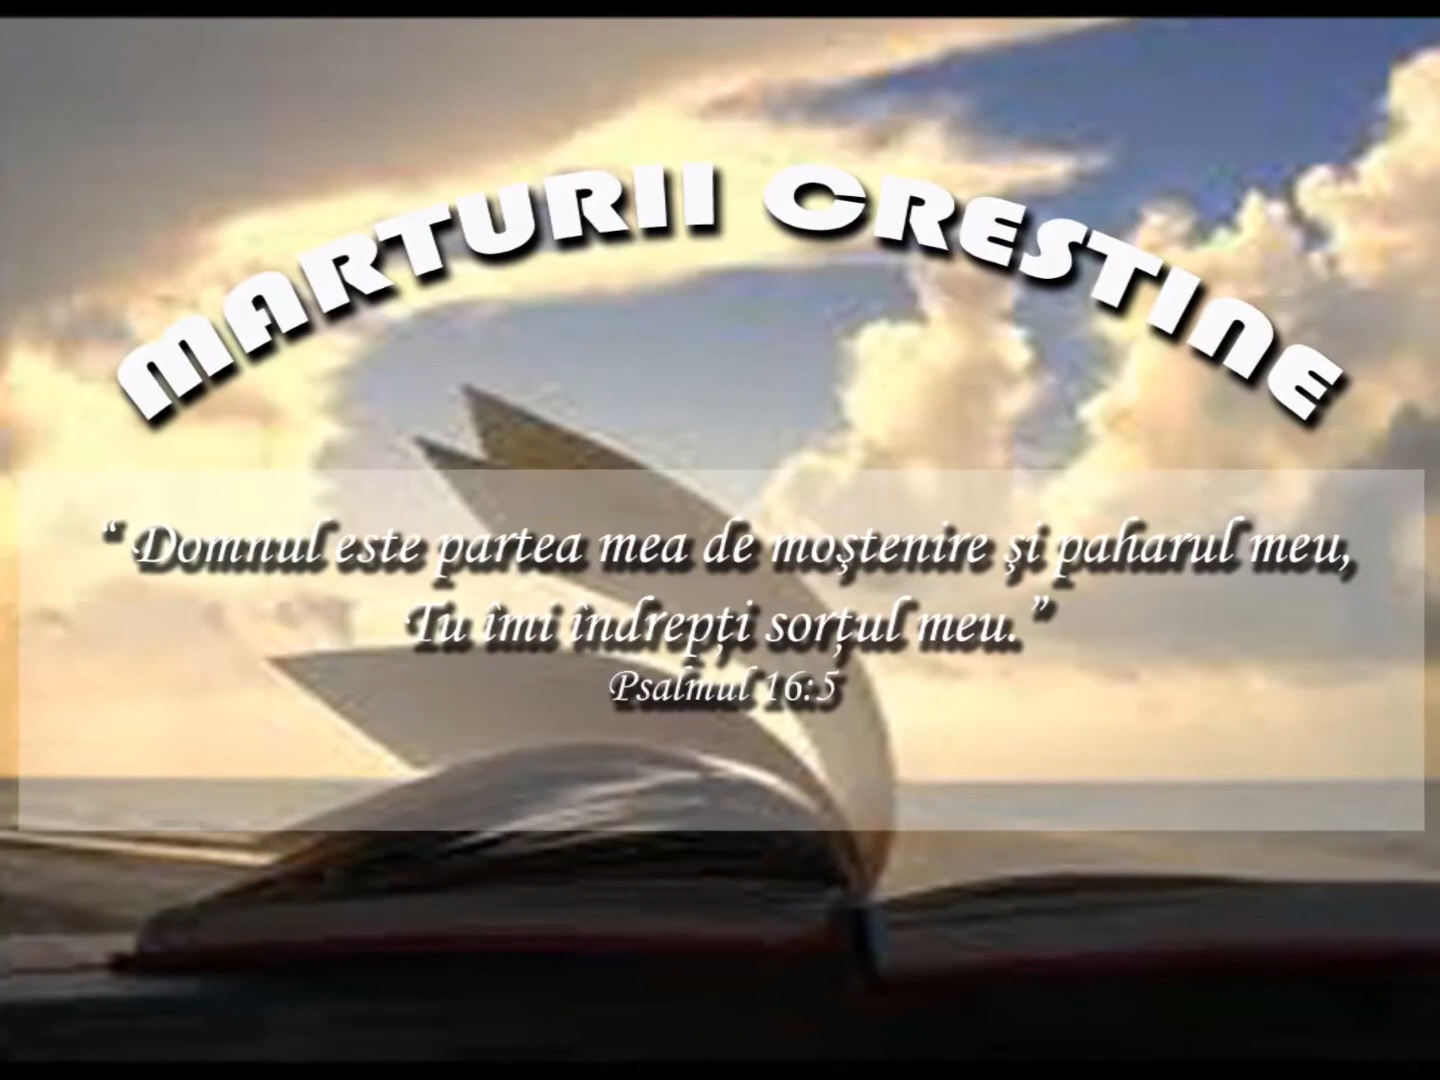 MARTURII CRESTINE
“ Domnul este partea mea de moştenire şi paharul meu,
Tu îmi îndrepţi sorţul meu.”
Psalmul 16:5